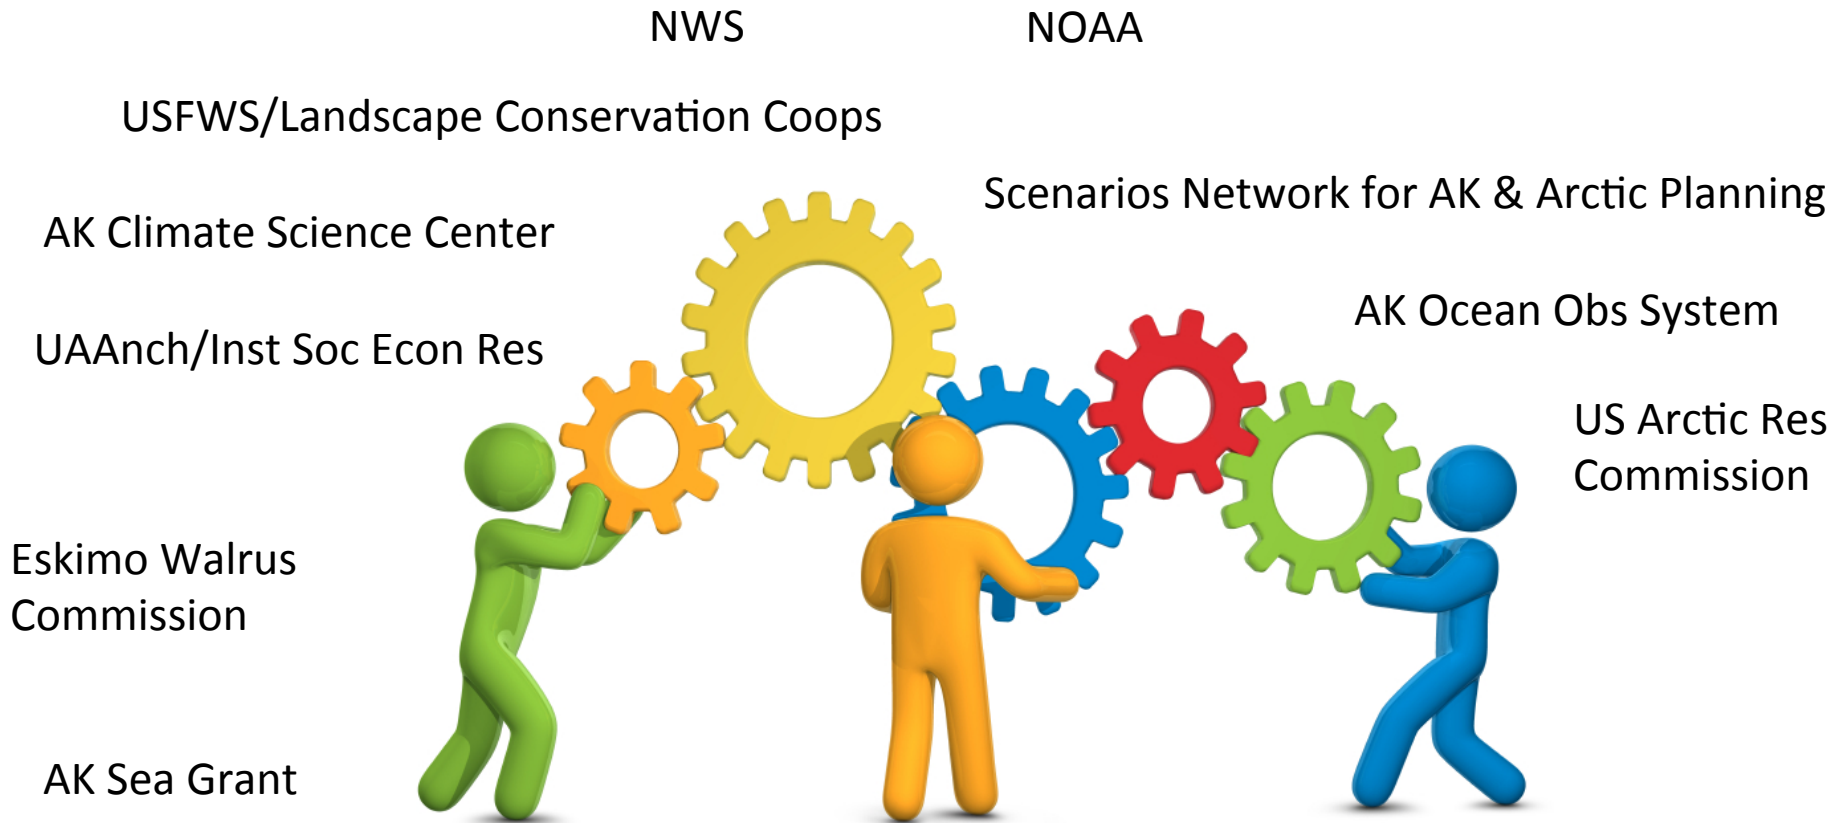 NWS
NOAA
USFWS/Landscape Conservation Coops
Scenarios Network for AK & Arctic Planning
AK Climate Science Center
AK Ocean Obs System
UAAnch/Inst Soc Econ Res
US Arctic Res
Commission
Eskimo Walrus
Commission
AK Sea Grant